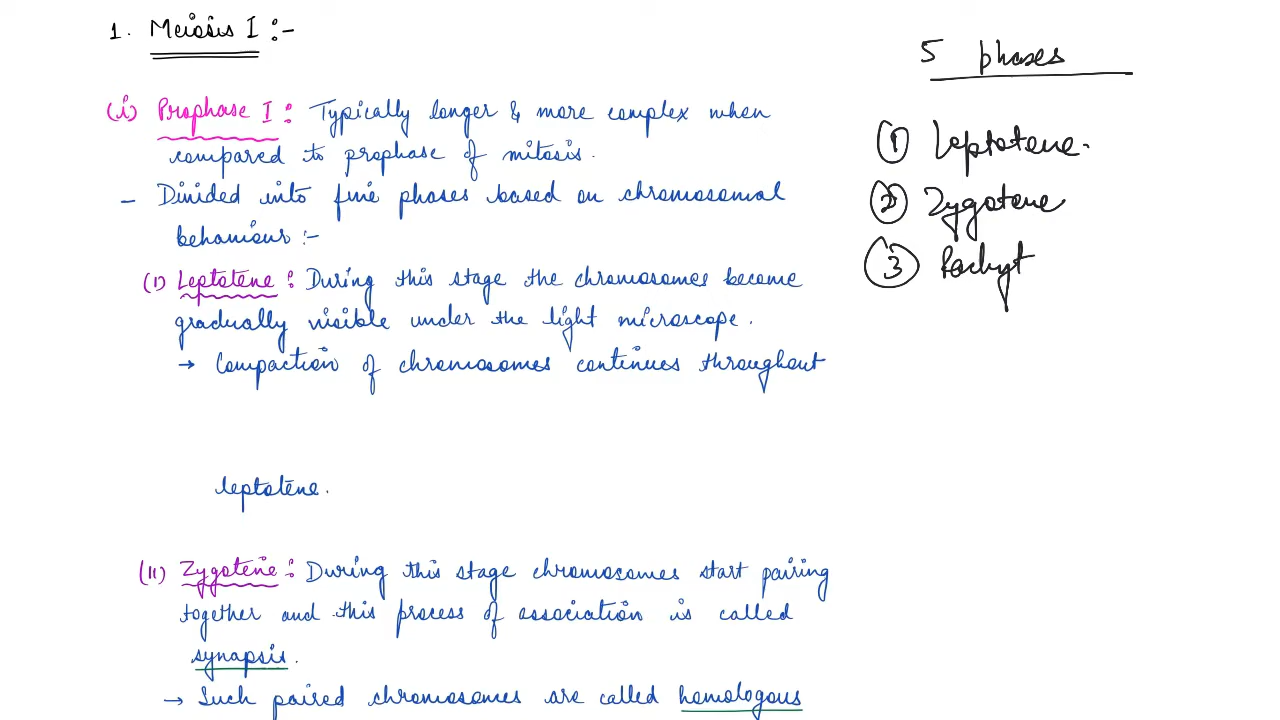 1. Meiosis I :-
(i) Prophase I : Typically longer & more complex when
compared to prophase of mitosis.
- Divided into five phases based on chromosomal
behaviour :-
(I) Leptotene : During this stage the chromosomes become
gradually visible under the light microscope.
→ Compaction of chromosomes continues throughout
leptotene.
(II) Zygotene : During this stage chromosomes start pairing
together and this process of association is called
synapsis.
→ Such paired chromosomes are called homologous
5 phases
① Leptotene.
② Zygotene
③ Pachyt